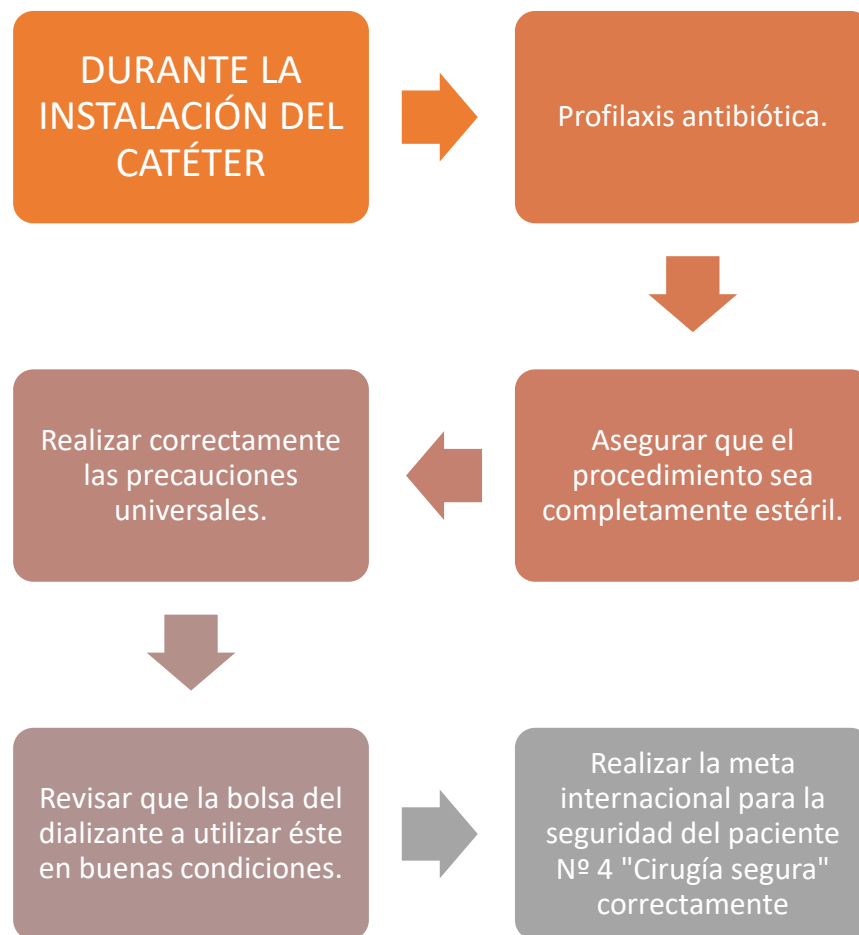 DURANTE LA
INSTALACIÓN DEL
CATÉTER
Profilaxis antibiótica.
Asegurar que el
procedimiento sea
completamente estéril.
Realizar correctamente
las precauciones
universales.
Revisar que la bolsa del
dializante a utilizar éste
en buenas condiciones.
Realizar la meta
internacional para la
seguridad del paciente
Nº 4 "Cirugía segura"
correctamente